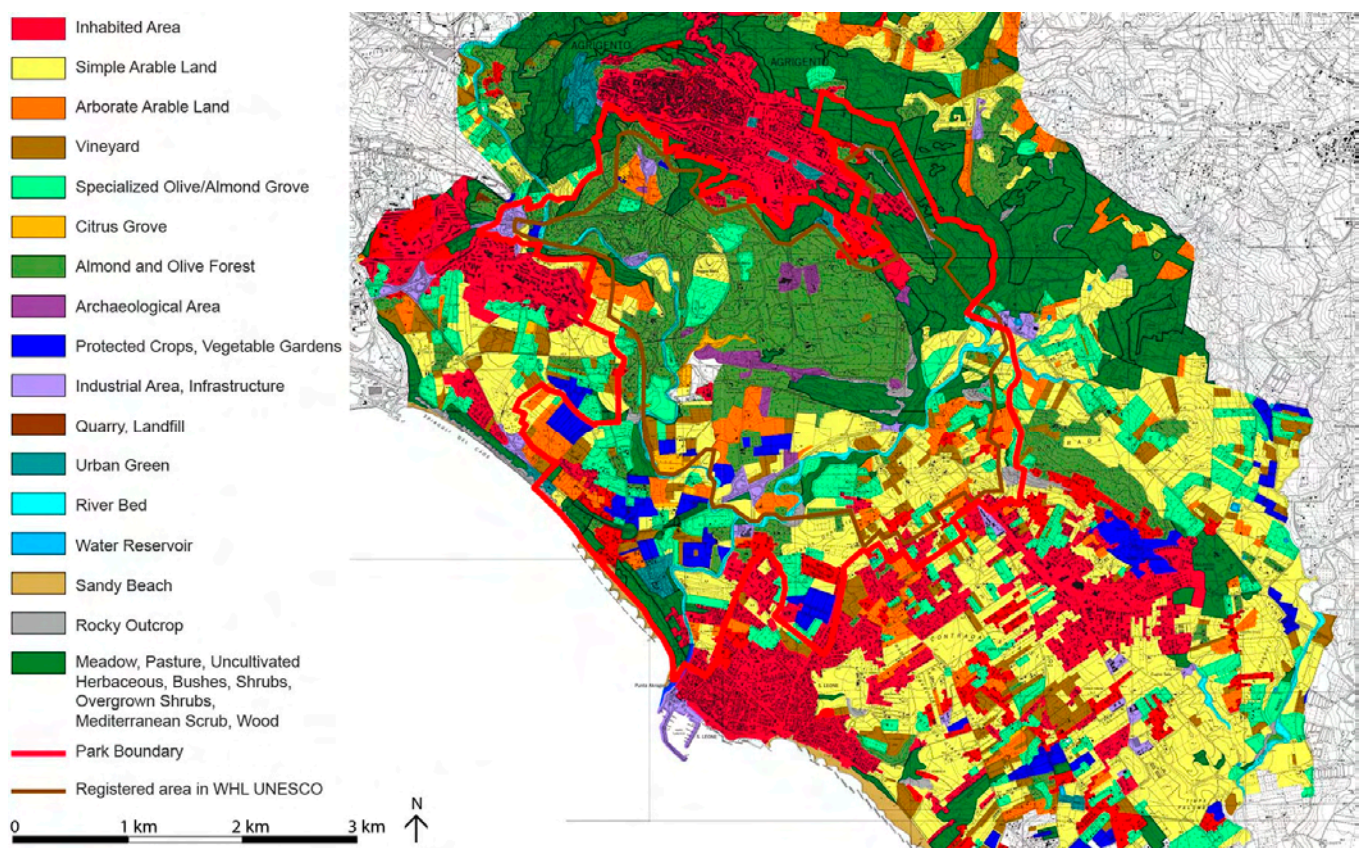 Inhabited Area
Simple Arable Land
Arborate Arable Land
Vineyard
Specialized Olive/Almond Grove
Citrus Grove
Almond and Olive Forest
Archaeological Area
Protected Crops, Vegetable Gardens
Industrial Area, Infrastructure
Quarry, Landfill
Urban Green
River Bed
Water Reservoir
Sandy Beach
Rocky Outcrop
Meadow, Pasture, Uncultivated
Herbaceous, Bushes, Shrubs,
Overgrown Shrubs,
Mediterranean Scrub, Wood
Park Boundary
Registered area in WHL UNESCO
0 1 km 2 km 3 km
N
AGRIGENTO
AGRIGENTO
CONTRADA
S. LEONE
S. LEONE